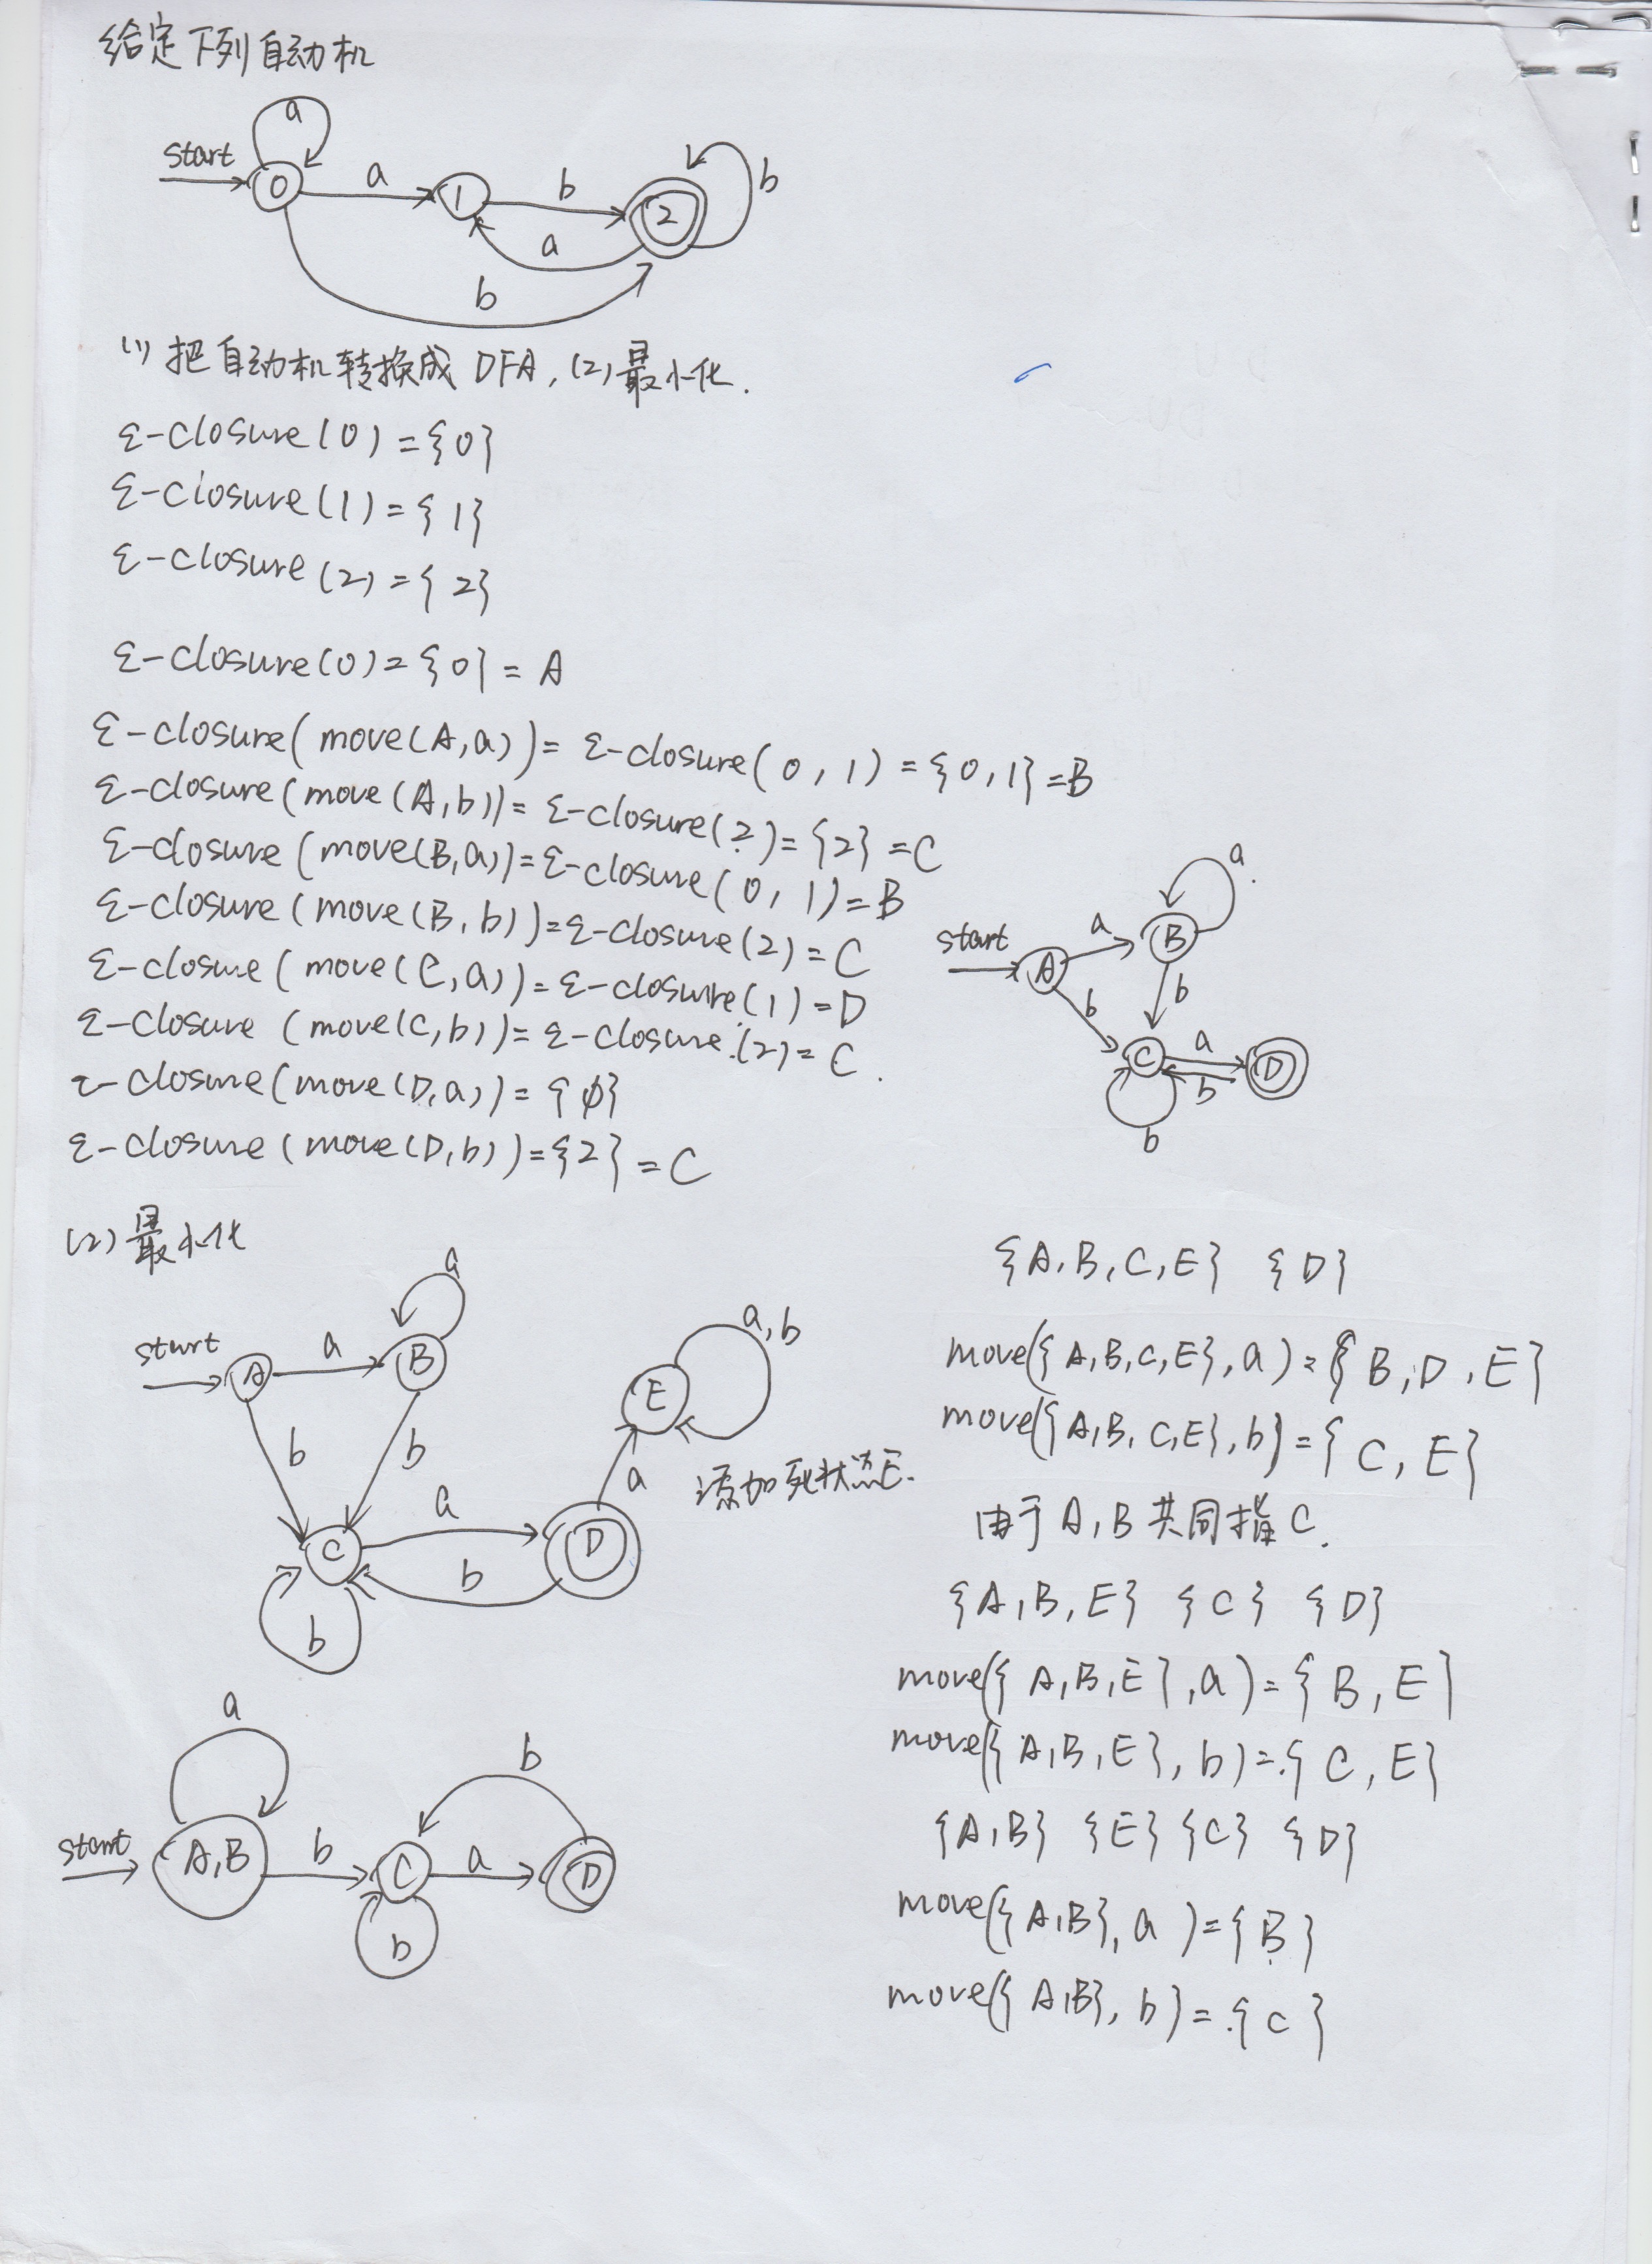 给定下列自动机
a
start 0 a 1 b 2 b
a
b
(1) 把自动机转换成 DFA, (2) 最小化.
ε-closure(0) = {0}
ε-closure(1) = {1}
ε-closure(2) = {2}
ε-closure(0) = {0} = A
ε-closure(move(A,a)) = ε-closure(0,1) = {0,1} = B
ε-closure(move(A,b)) = ε-closure(2) = {2} = C
ε-closure(move(B,a)) = ε-closure(0,1) = B
ε-closure(move(B,b)) = ε-closure(2) = C
ε-closure(move(C,a)) = ε-closure(1) = D
ε-closure(move(C,b)) = ε-closure(2) = C.
ε-closure(move(D,a)) = {φ}
ε-closure(move(D,b)) = {2} = C
a
start A a B
b b
C a D
b
b
(2) 最小化
a
start A a B
b b
E a,b
a
添加死状态E.
C a D
b
b
a
b
start A,B b C a D
b
{A,B,C,E} {D}
move({A,B,C,E},a) = {B,D,E}
move({A,B,C,E},b) = {C,E}
由于A,B共同指C.
{A,B,E} {C} {D}
move({A,B,E},a) = {B,E}
move({A,B,E},b) = {C,E}
{A,B} {E} {C} {D}
move({A,B},a) = {B}
move({A,B},b) = {C}